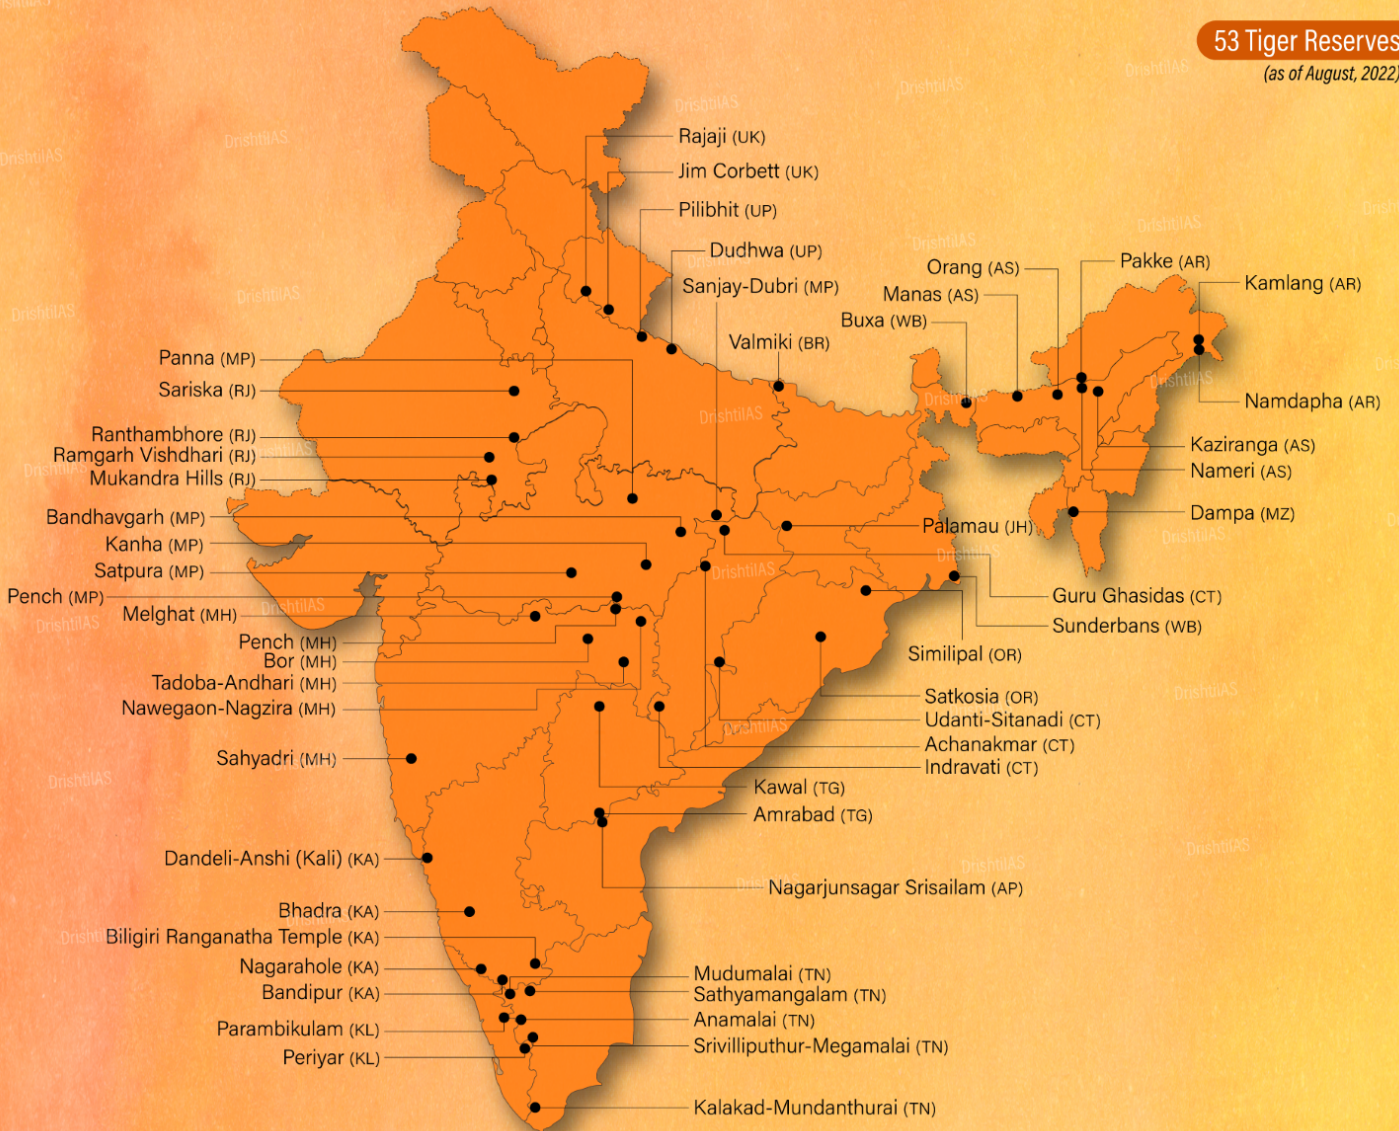 53 Tiger Reserves
(as of August, 2022)
Rajaji (UK)
Jim Corbett (UK)
Pilibhit (UP)
Dudhwa (UP)
Sanjay-Dubri (MP)
Valmiki (BR)
Buxa (WB)
Manas (AS)
Orang (AS)
Pakke (AR)
Kamlang (AR)
Namdapha (AR)
Kaziranga (AS)
Nameri (AS)
Dampa (MZ)
Panna (MP)
Sariska (RJ)
Ranthambhore (RJ)
Ramgarh Vishdhari (RJ)
Mukandra Hills (RJ)
Bandhavgarh (MP)
Kanha (MP)
Satpura (MP)
Pench (MP)
Melghat (MH)
Pench (MH)
Bor (MH)
Tadoba-Andhari (MH)
Nawegaon-Nagzira (MH)
Sahyadri (MH)
Dandeli-Anshi (Kali) (KA)
Bhadra (KA)
Biligiri Ranganatha Temple (KA)
Nagarahole (KA)
Bandipur (KA)
Parambikulam (KL)
Periyar (KL)
Palamau (JH)
Guru Ghasidas (CT)
Sunderbans (WB)
Similipal (OR)
Satkosia (OR)
Udanti-Sitanadi (CT)
Achanakmar (CT)
Indravati (CT)
Kawal (TG)
Amrabad (TG)
Nagarjunsagar Srisailam (AP)
Mudumalai (TN)
Sathyamangalam (TN)
Anamalai (TN)
Srivilliputhur-Megamalai (TN)
Kalakad-Mundanthurai (TN)
DrishtiIAS